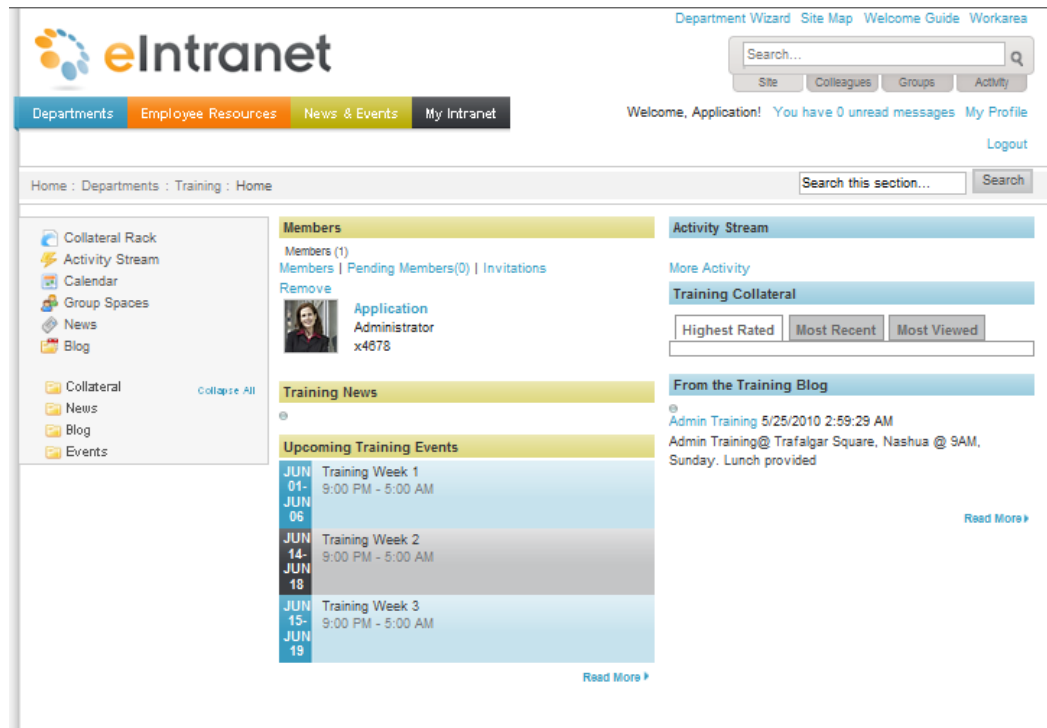 Department Wizard Site Map Welcome Guide Workarea
eIntranet
Search...
Site Colleagues Groups Activity
Departments Employee Resources News & Events My Intranet
Welcome, Application! You have 0 unread messages My Profile
Logout
Home : Departments : Training : Home
Search this section... Search
Collateral Rack
Activity Stream
Calendar
Group Spaces
News
Blog
Collateral Collapse All
News
Blog
Events
Members
Members (1)
Members | Pending Members(0) | Invitations
Remove
Application
Administrator
x4678
Training News
Upcoming Training Events
JUN 01- JUN 06
Training Week 1
9:00 PM - 5:00 AM
JUN 14- JUN 18
Training Week 2
9:00 PM - 5:00 AM
JUN 15- JUN 19
Training Week 3
9:00 PM - 5:00 AM
Read More
Activity Stream
More Activity
Training Collateral
Highest Rated Most Recent Most Viewed
From the Training Blog
Admin Training 5/25/2010 2:59:29 AM
Admin Training@ Trafalgar Square, Nashua @ 9AM,
Sunday. Lunch provided
Read More